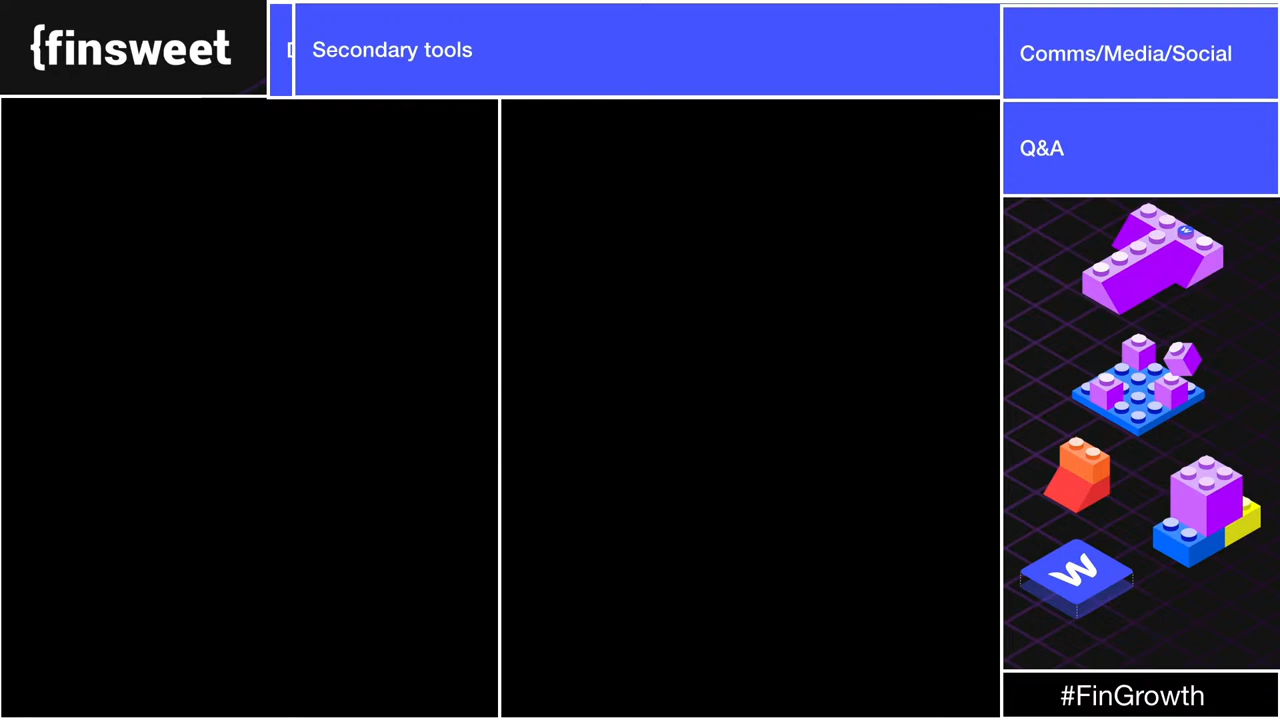 {finsweet
Secondary tools
Comms/Media/Social
Q&A
#FinGrowth